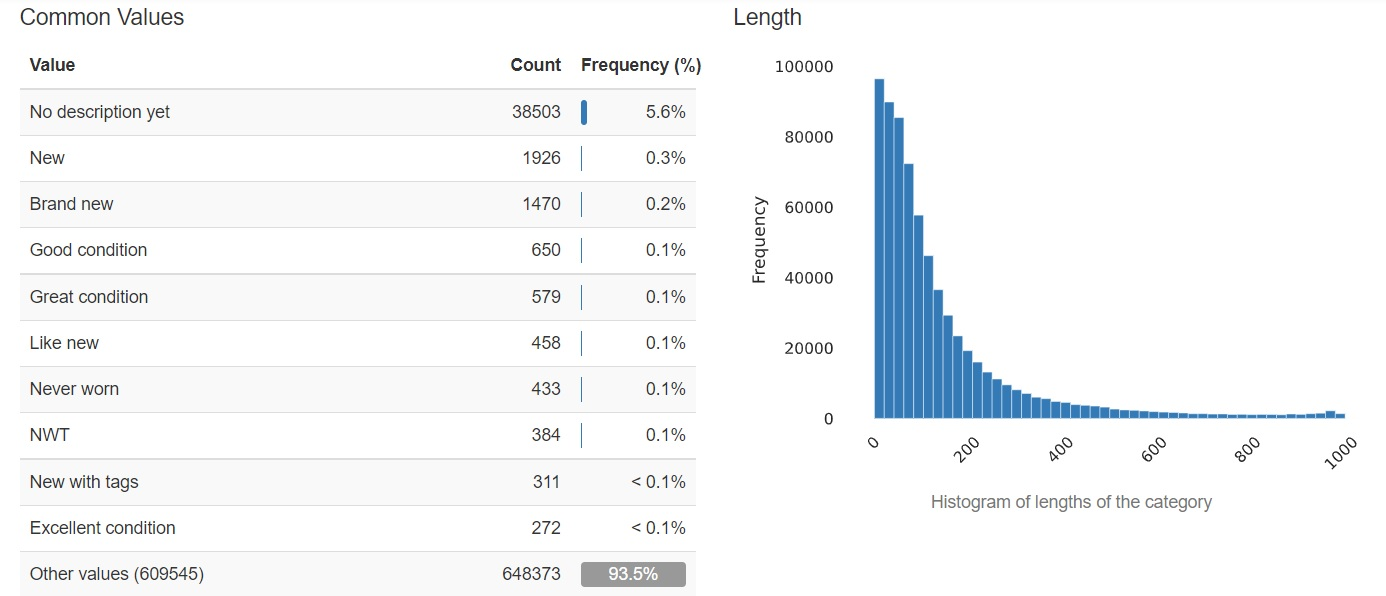 Common Values
Value Count Frequency (%)
No description yet 38503 5.6%
New 1926 0.3%
Brand new 1470 0.2%
Good condition 650 0.1%
Great condition 579 0.1%
Like new 458 0.1%
Never worn 433 0.1%
NWT 384 0.1%
New with tags 311 < 0.1%
Excellent condition 272 < 0.1%
Other values (609545) 648373 93.5%
Length
100000
80000
60000
40000
20000
0
Frequency
0 200 400 600 800 1000
Histogram of lengths of the category